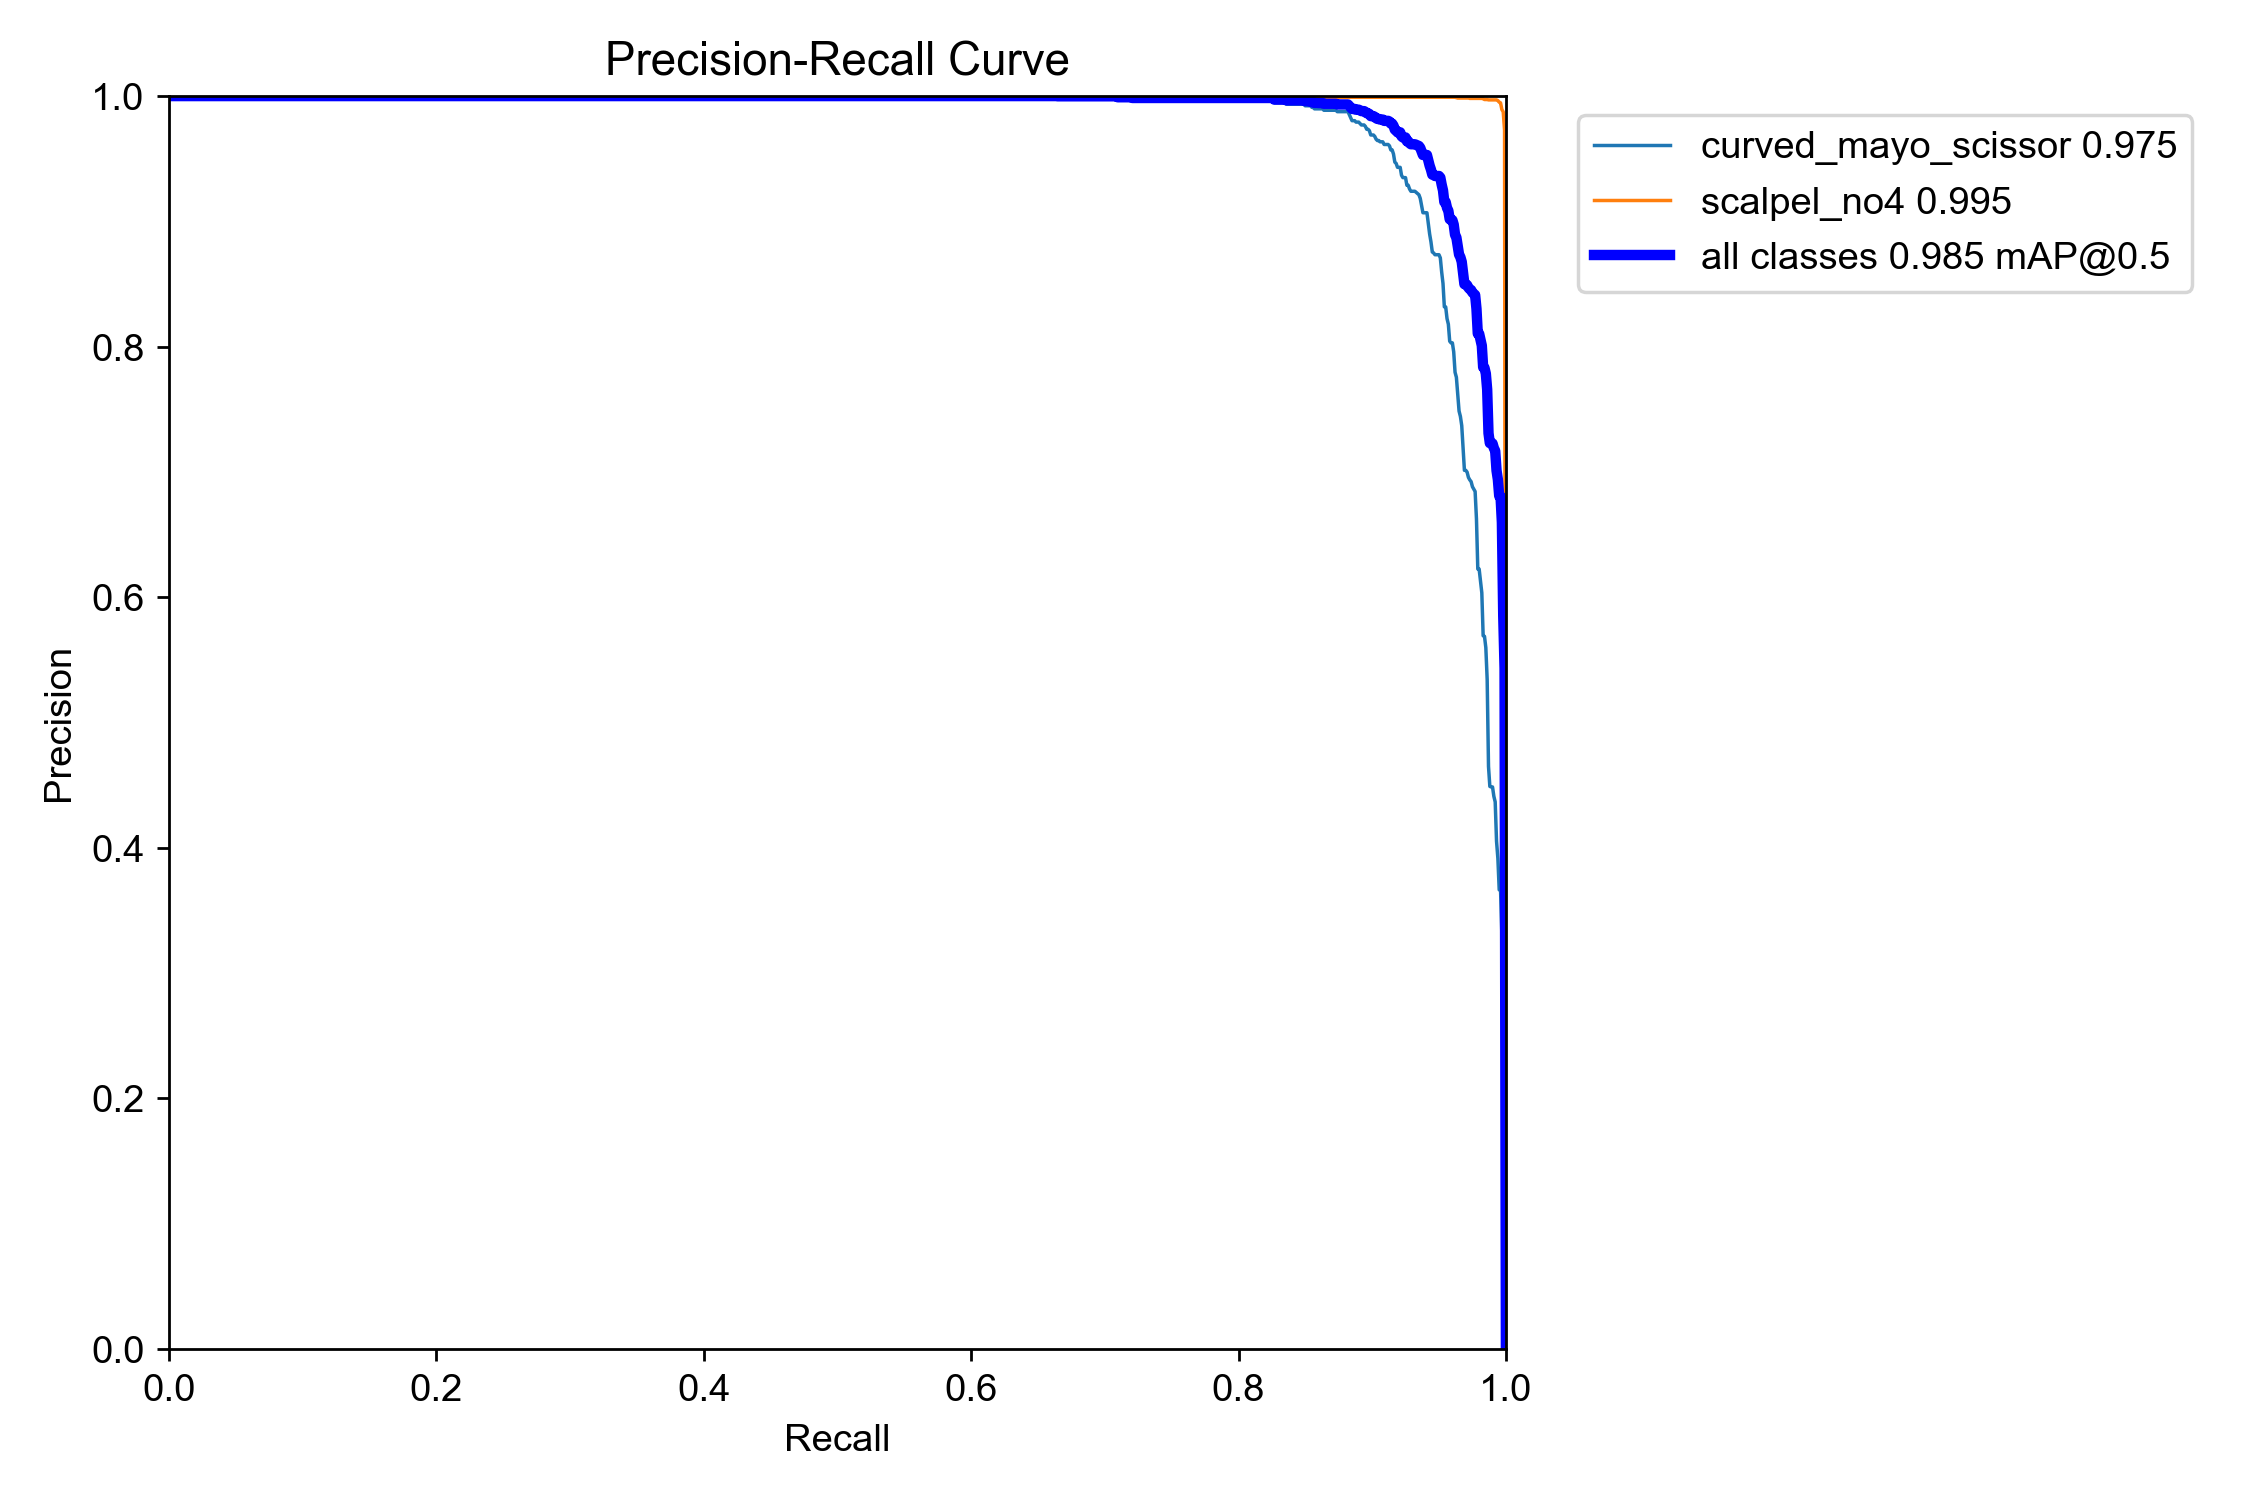 Precision-Recall Curve
1.0
0.8
0.6
0.4
0.2
0.0
Precision
0.0 0.2 0.4 0.6 0.8 1.0
Recall
curved_mayo_scissor 0.975
scalpel_no4 0.995
all classes 0.985 mAP@0.5